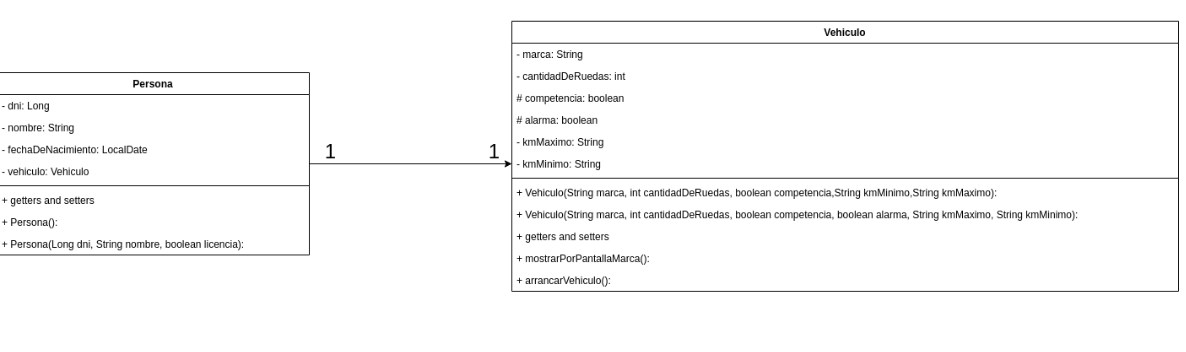 Persona
- dni: Long
- nombre: String
- fechaDeNacimiento: LocalDate
- vehiculo: Vehiculo
+ getters and setters
+ Persona():
+ Persona(Long dni, String nombre, boolean licencia):
1
1
Vehiculo
- marca: String
- cantidadDeRuedas: int
# competencia: boolean
# alarma: boolean
- kmMaximo: String
- kmMinimo: String
+ Vehiculo(String marca, int cantidadDeRuedas, boolean competencia,String kmMinimo,String kmMaximo):
+ Vehiculo(String marca, int cantidadDeRuedas, boolean competencia, boolean alarma, String kmMaximo, String kmMinimo):
+ getters and setters
+ mostrarPorPantallaMarca():
+ arrancarVehiculo():